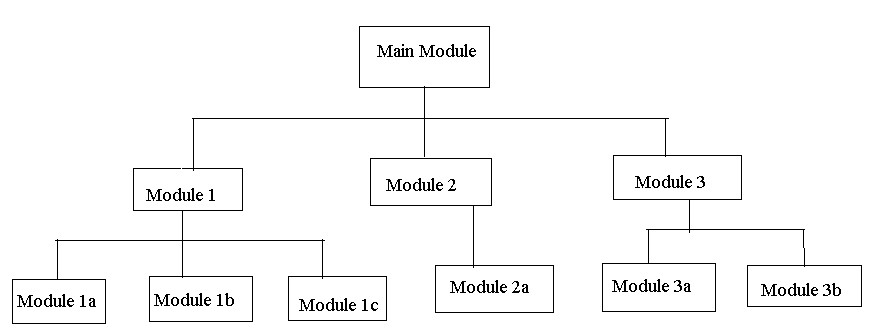 Main Module
Module 1
Module 2
Module 3
Module 1a
Module 1b
Module 1c
Module 2a
Module 3a
Module 3b